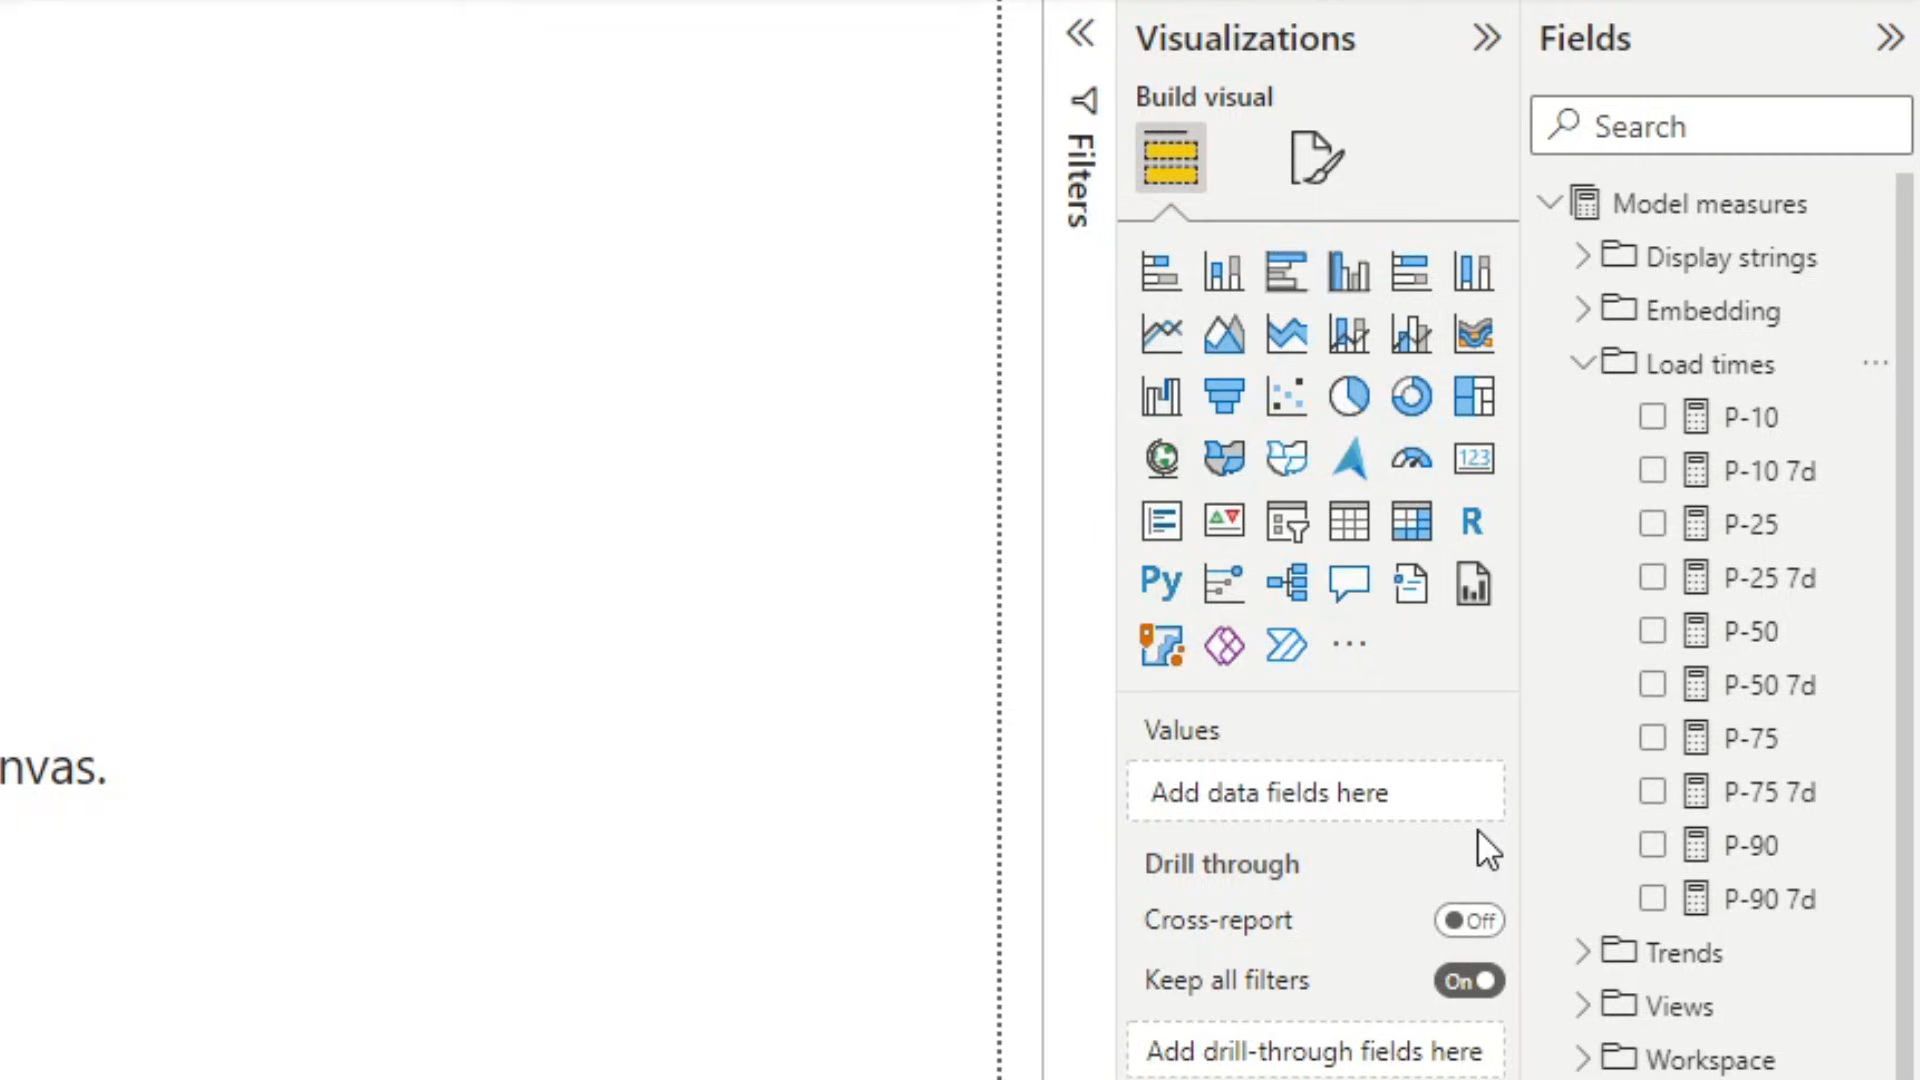 nvas.
Filters
Visualizations
Build visual
123
R
Py
...
Values
Add data fields here
Drill through
Cross-report
Off
Keep all filters
On
Add drill-through fields here
Fields
Search
Model measures
Display strings
Embedding
Load times
...
P-10
P-10 7d
P-25
P-25 7d
P-50
P-50 7d
P-75
P-75 7d
P-90
P-90 7d
Trends
Views
Workspace